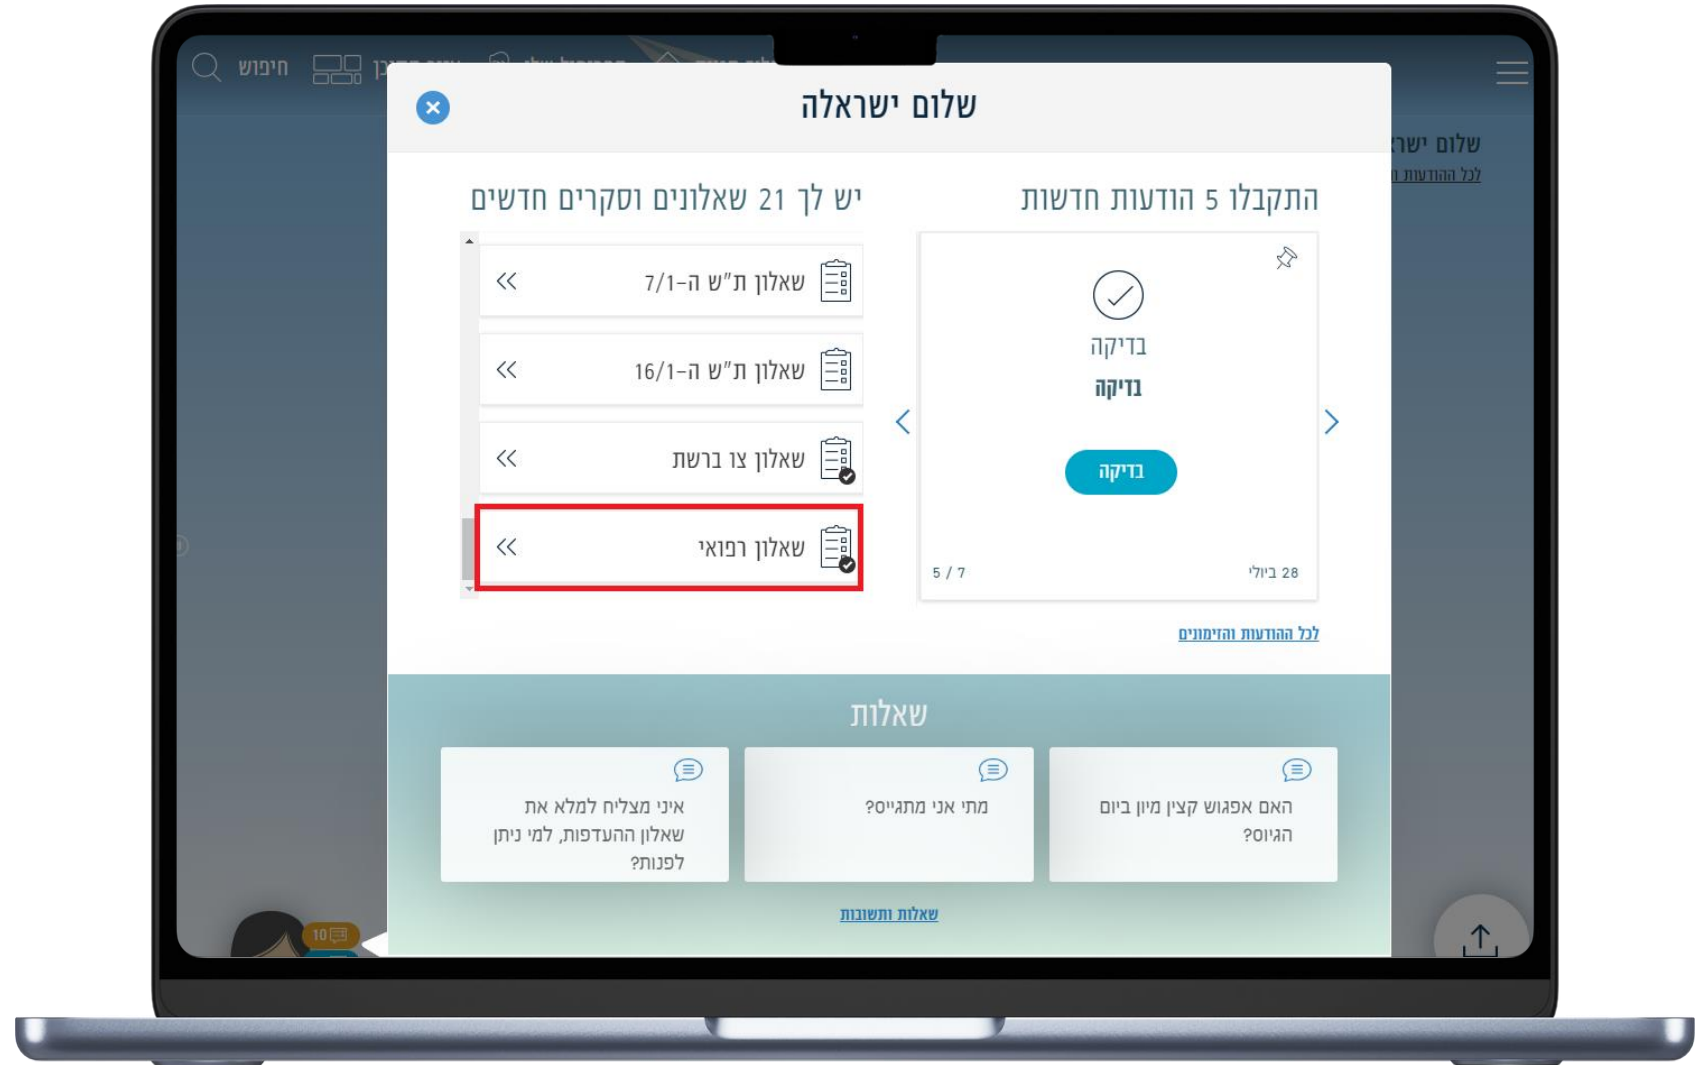 חיפוש
שלום
לכל ההודעות
שלום ישראלה
התקבלו 5 הודעות חדשות
בדיקה
בדיקה
בדיקה
28 ביולי
5 / 7
לכל ההודעות והזימונים
יש לך 21 שאלונים וסקרים חדשים
שאלון ת"ש ה-7/1
שאלון ת"ש ה-16/1
שאלון צו ברשת
שאלון רפואי
שאלות
האם אפגוש קצין מיון ביום
הגיוס?
מתי אני מתגייס?
איני מצליח למלא את
שאלון ההעדפות, למי ניתן
לפנות?
שאלות ותשובות
10